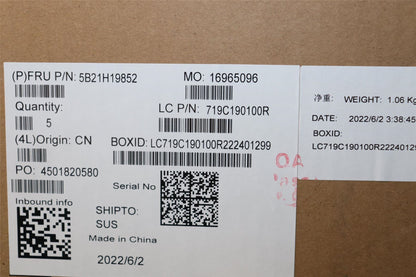 (P)FRU P/N: 5B21H19852
MO: 16965096
Quantity:
5
LC P/N: 719C190100R
(4L)Origin: CN
BOXID: LC719C190100R222401299
PO: 4501820580
Serial No
Inbound info
SHIPTO:
SUS
Made in China
2022/6/2
净重: WEIGHT: 1.06 Kg
DATE: 2022/6/2 3:38:45
BOXID:
LC719C190100R22240129
QA